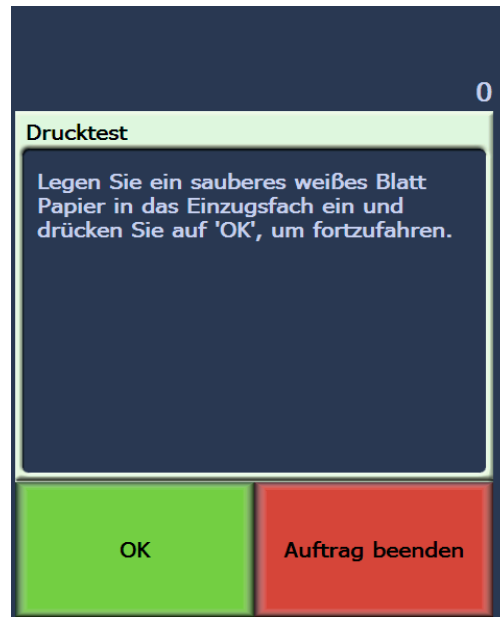 0
Drucktest
Legen Sie ein sauberes weißes Blatt
Papier in das Einzugsfach ein und
drücken Sie auf 'OK', um fortzufahren.
OK
Auftrag beenden